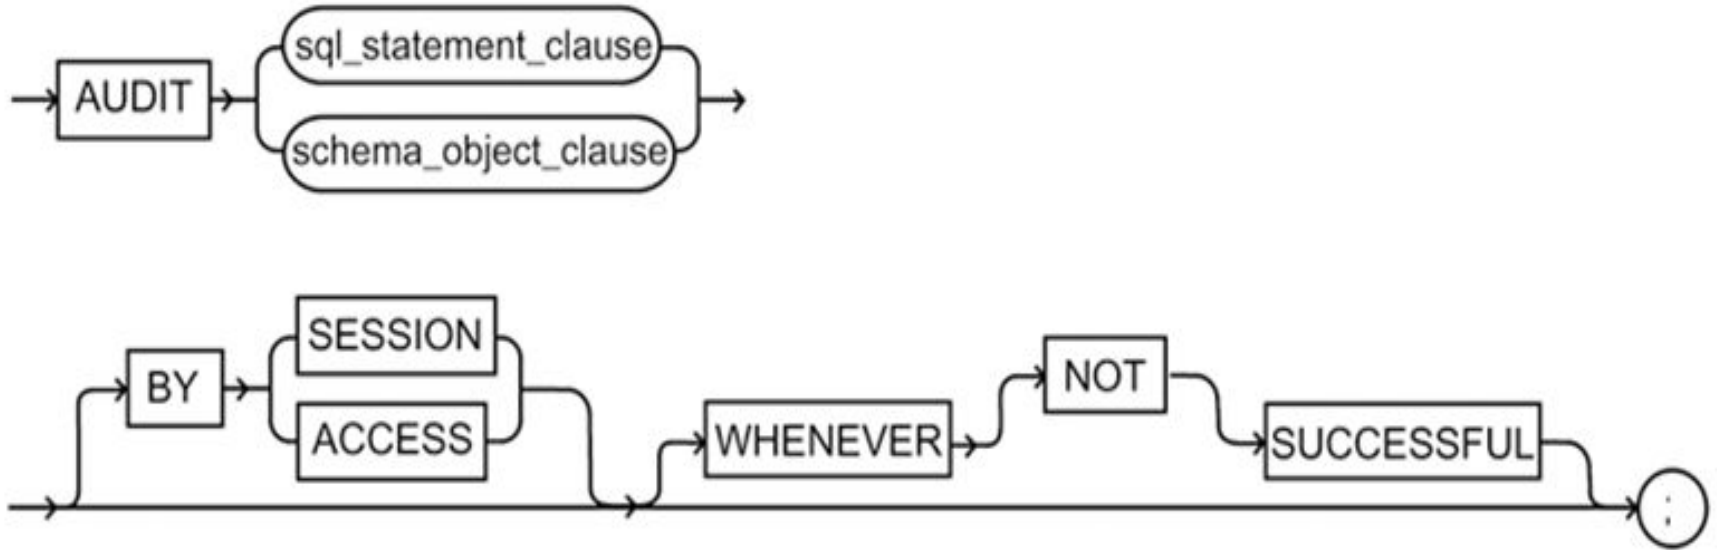 AUDIT
sql_statement_clause
schema_object_clause
BY
SESSION
ACCESS
WHENEVER
NOT
SUCCESSFUL
;